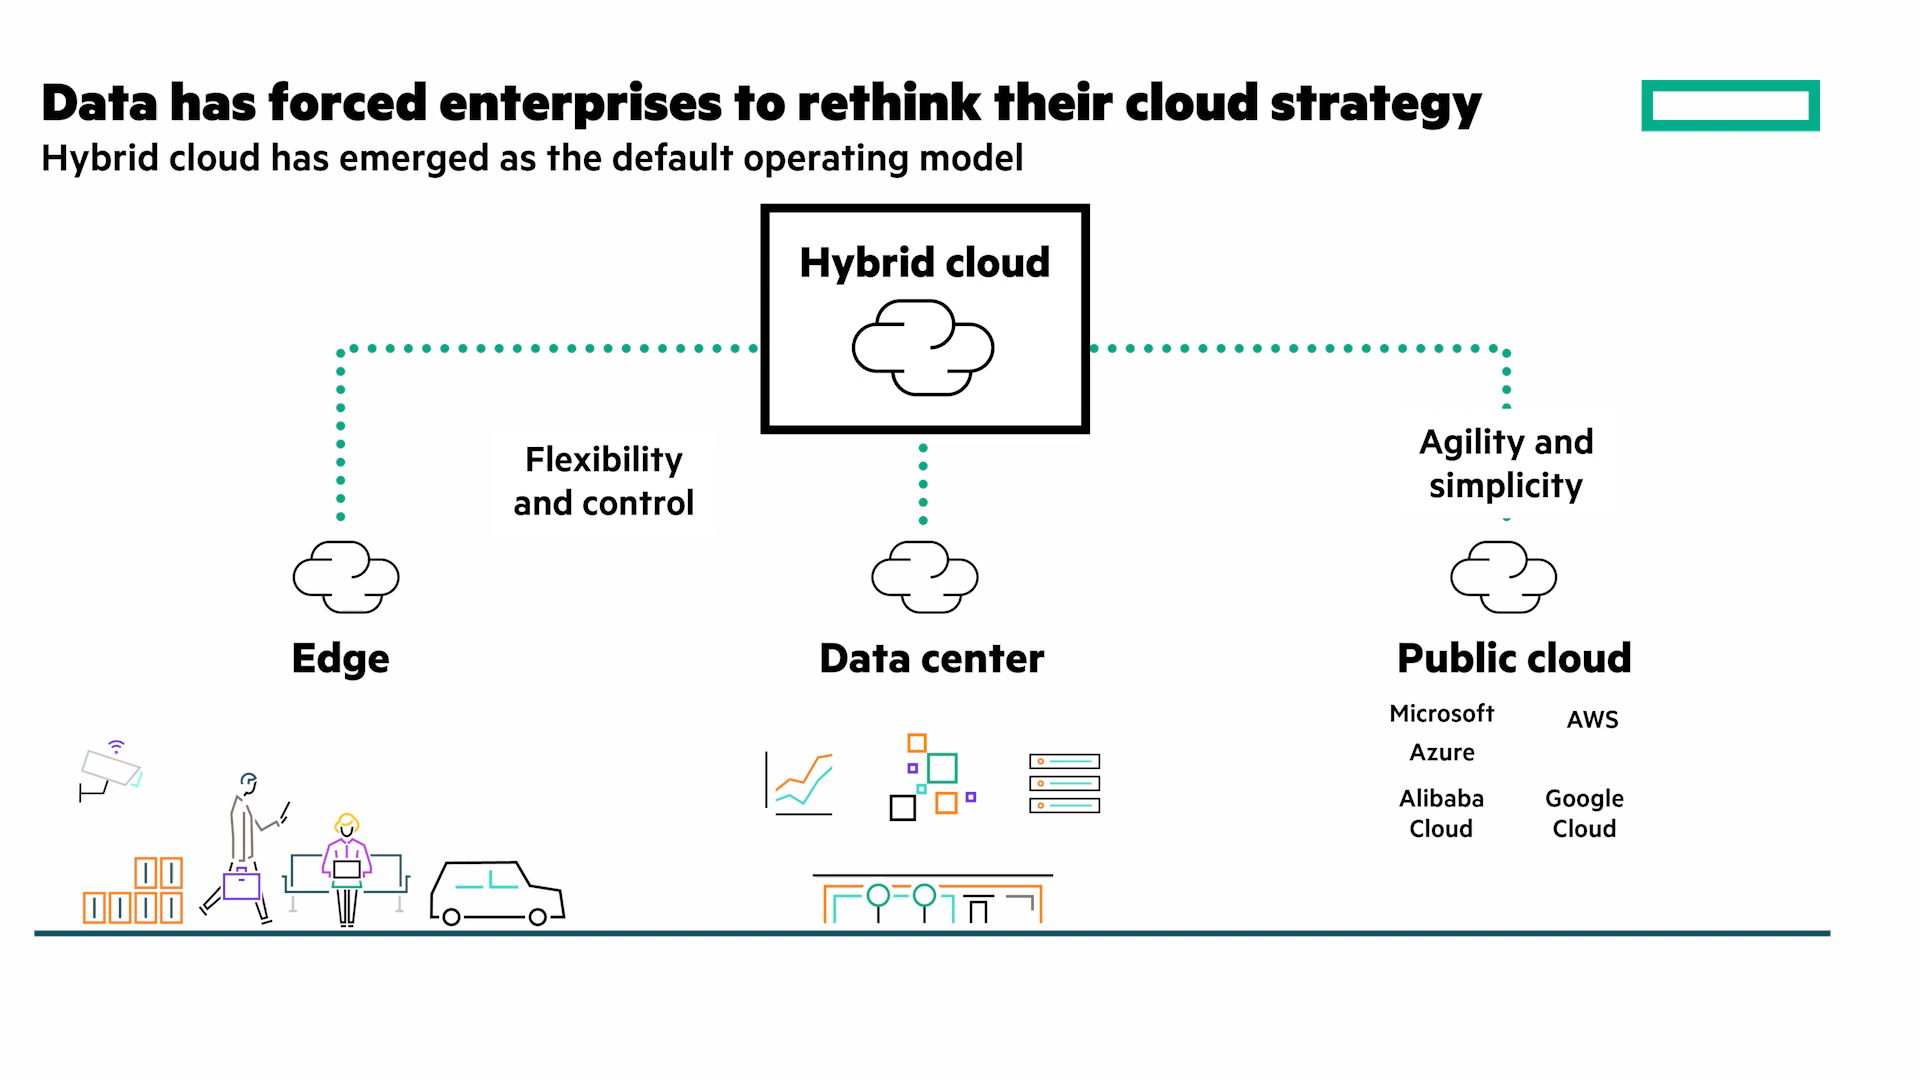 Data has forced enterprises to rethink their cloud strategy
Hybrid cloud has emerged as the default operating model
Hybrid cloud
Flexibility
and control
Agility and
simplicity
Edge
Data center
Public cloud
Microsoft
Azure
AWS
Alibaba
Cloud
Google
Cloud